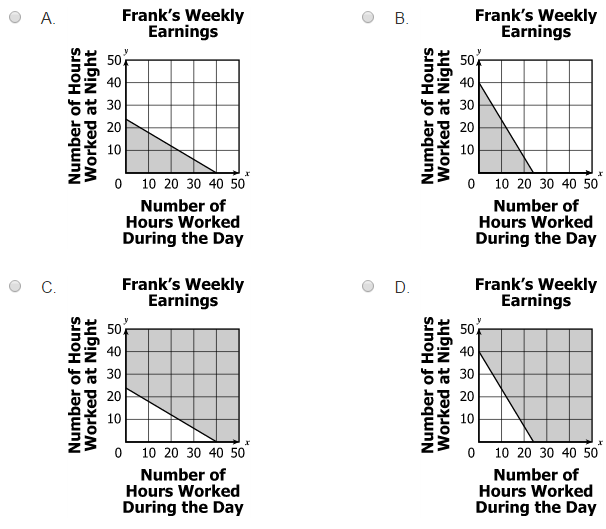 A.
Frank's Weekly
Earnings
Number of Hours
Worked at Night
y
50
40
30
20
10
0 10 20 30 40 50 x
Number of
Hours Worked
During the Day
B.
Frank's Weekly
Earnings
Number of Hours
Worked at Night
y
50
40
30
20
10
0 10 20 30 40 50 x
Number of
Hours Worked
During the Day
C.
Frank's Weekly
Earnings
Number of Hours
Worked at Night
y
50
40
30
20
10
0 10 20 30 40 50 x
Number of
Hours Worked
During the Day
D.
Frank's Weekly
Earnings
Number of Hours
Worked at Night
y
50
40
30
20
10
0 10 20 30 40 50 x
Number of
Hours Worked
During the Day